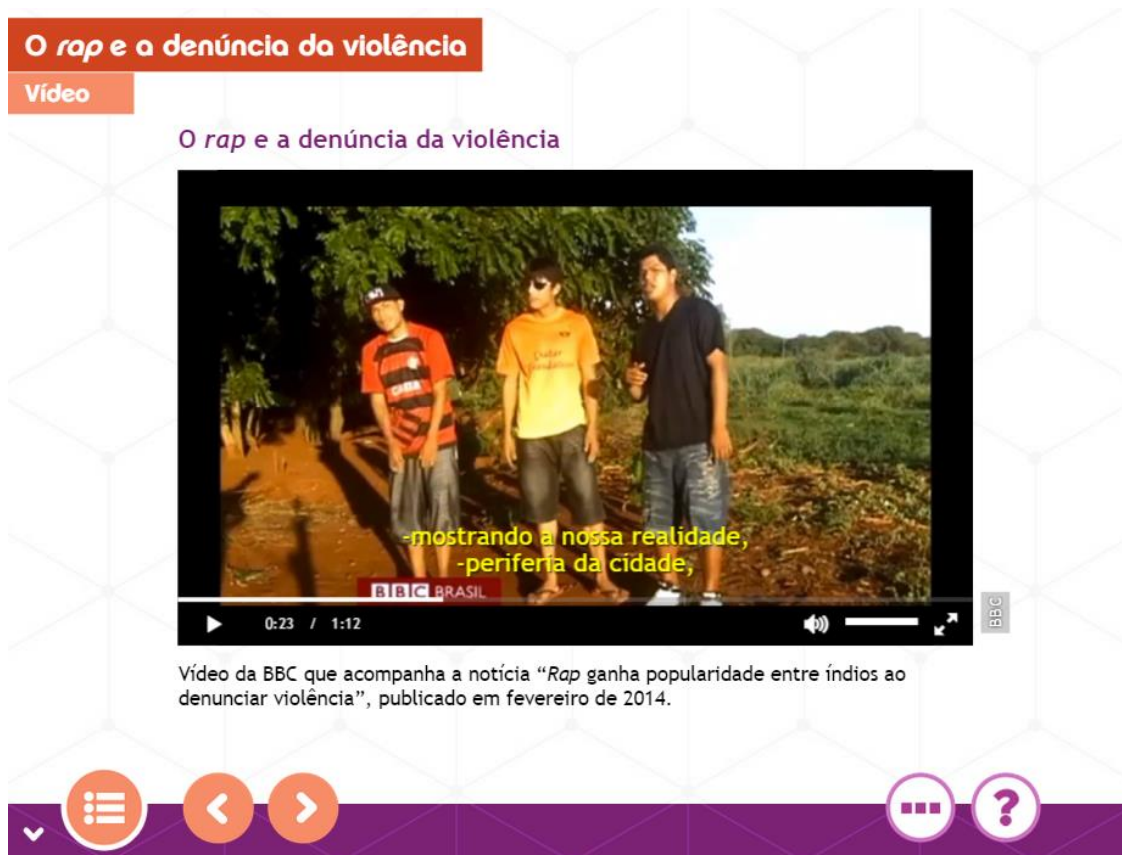 O rap e a denúncia da violência
Vídeo
O rap e a denúncia da violência
CAIXA
-mostrando a nossa realidade,
-periferia da cidade,
BBC BRASIL
0:23 / 1:12
BBC
Vídeo da BBC que acompanha a notícia “Rap ganha popularidade entre índios ao
denunciar violência”, publicado em fevereiro de 2014.
?